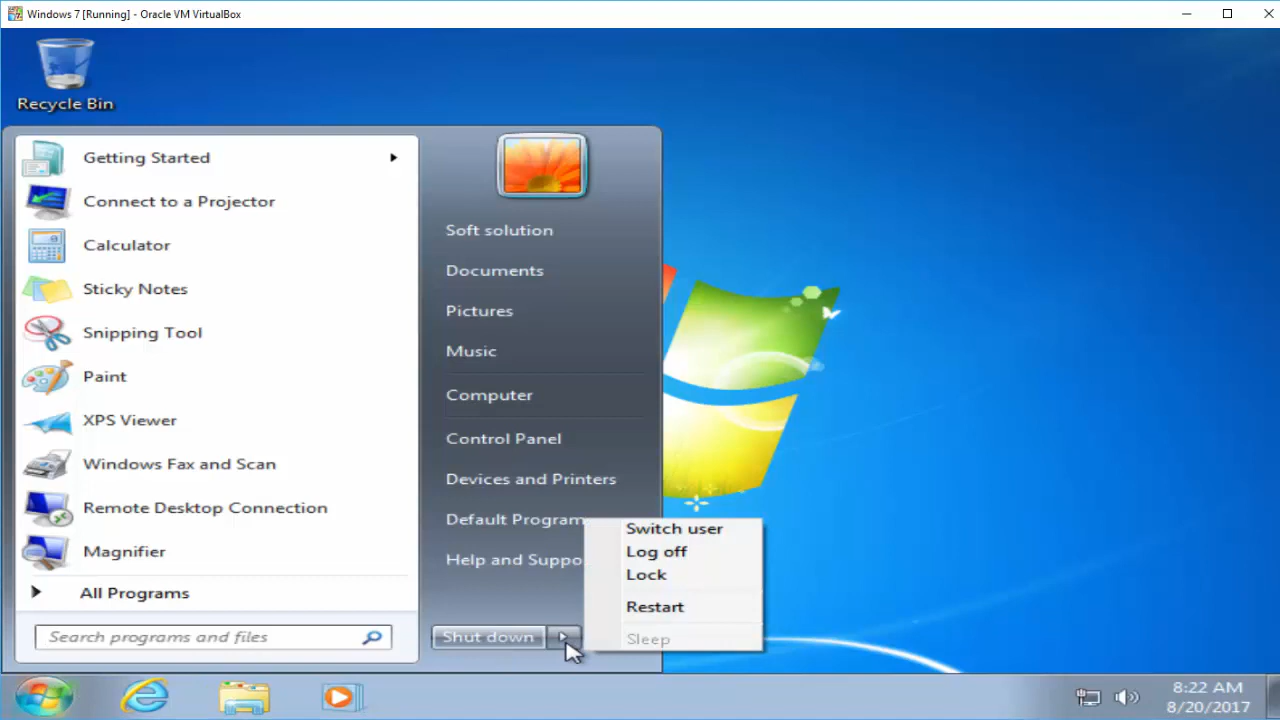 Windows 7 [Running] - Oracle VM VirtualBox
Recycle Bin
Getting Started
Connect to a Projector
Calculator
Sticky Notes
Snipping Tool
Paint
XPS Viewer
Windows Fax and Scan
Remote Desktop Connection
Magnifier
All Programs
Search programs and files
Soft solution
Documents
Pictures
Music
Computer
Control Panel
Devices and Printers
Default Program
Help and Suppo
Shut down
Switch user
Log off
Lock
Restart
Sleep
8:22 AM
8/20/2017